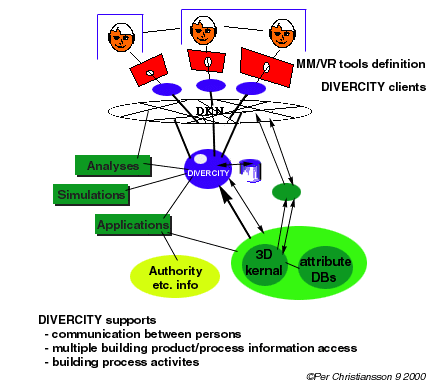 MM/VR tools definition
DIVERCITY clients
DKN
Analyses
DIVERCITY
Simulations
Applications
3D
kernal
attribute
DBs
Authority
etc. info
DIVERCITY supports
- communication between persons
- multiple building product/process information access
- building process activites
©Per Christiansson 9 2000